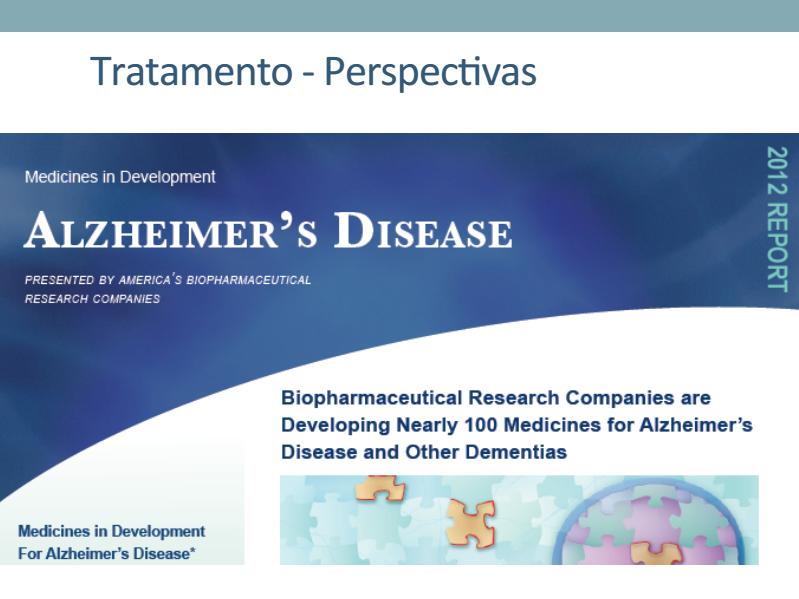 Tratamento - Perspectivas
2012 REPORT
Medicines in Development
ALZHEIMER'S DISEASE
PRESENTED BY AMERICA'S BIOPHARMACEUTICAL
RESEARCH COMPANIES
Biopharmaceutical Research Companies are
Developing Nearly 100 Medicines for Alzheimer's
Disease and Other Dementias
Medicines in Development
For Alzheimer's Disease*